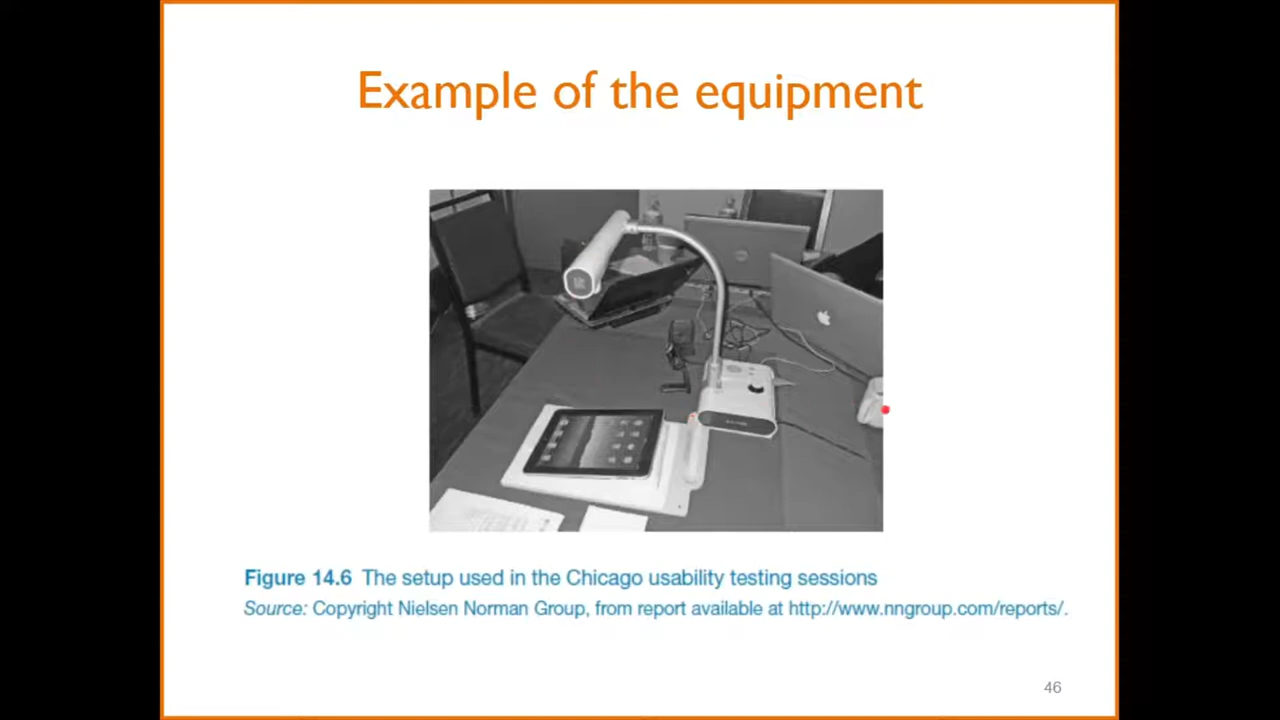 Example of the equipment
Figure 14.6 The setup used in the Chicago usability testing sessions
Source: Copyright Nielsen Norman Group, from report available at http://www.nngroup.com/reports/.
46